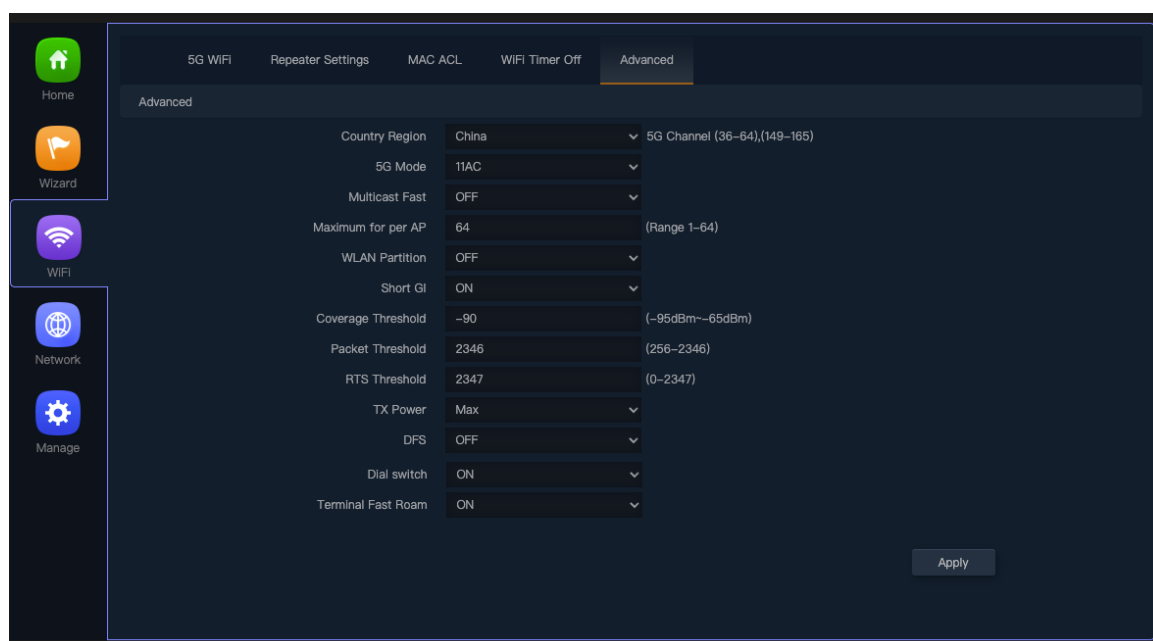 5G WiFi Repeater Settings MAC ACL WiFi Timer Off Advanced
Home
Advanced
Country Region China 5G Channel (36–64),(149–165)
5G Mode 11AC
Wizard
Multicast Fast OFF
Maximum for per AP 64 (Range 1–64)
WLAN Partition OFF
WiFi
Short GI ON
Coverage Threshold –90 (–95dBm~–65dBm)
Packet Threshold 2346 (256–2346)
Network
RTS Threshold 2347 (0–2347)
TX Power Max
DFS OFF
Manage
Dial switch ON
Terminal Fast Roam ON
Apply